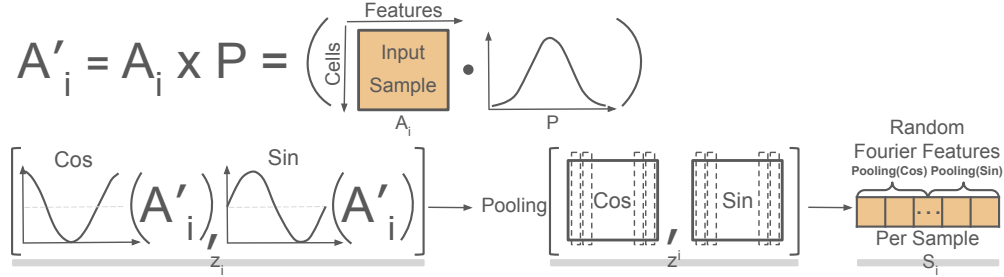 Features
A′i = Ai x P = ( Cells Input Sample • )
Ai P
[ Cos (A′i), Sin (A′i) ] → Pooling [ Cos , Sin ] →
Random
Fourier Features
Pooling(Cos) Pooling(Sin)
...
Per Sample
zi zⁱ Si